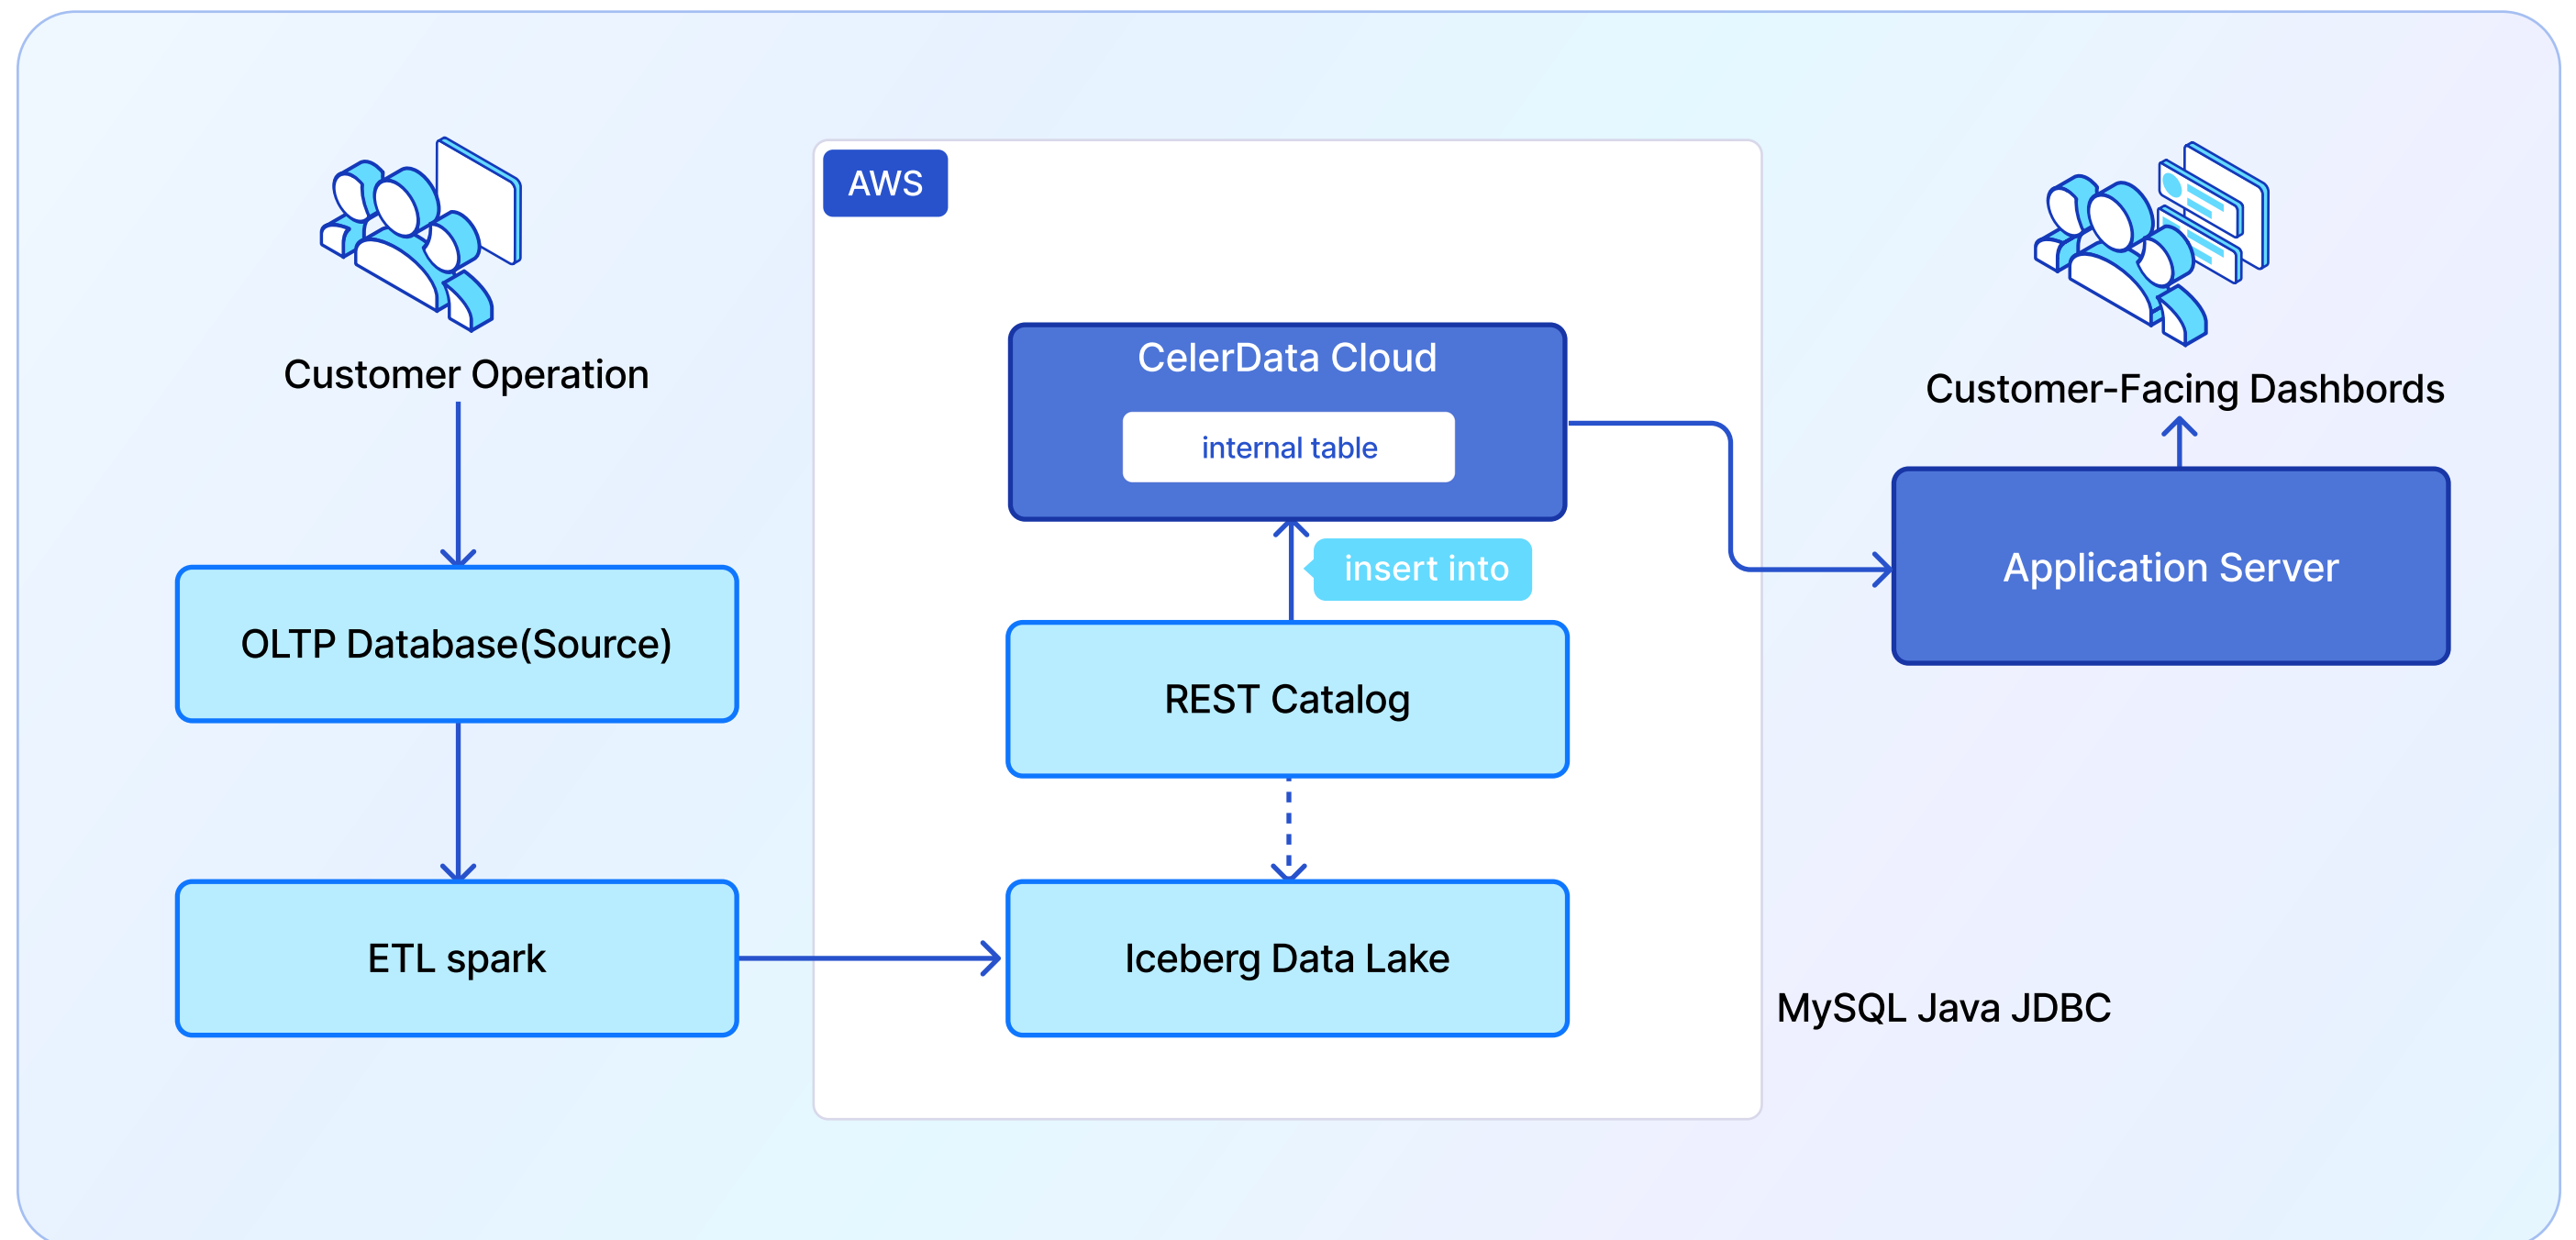 Customer Operation
OLTP Database(Source)
ETL spark
AWS
CelerData Cloud
internal table
insert into
REST Catalog
Iceberg Data Lake
Customer-Facing Dashbords
Application Server
MySQL Java JDBC